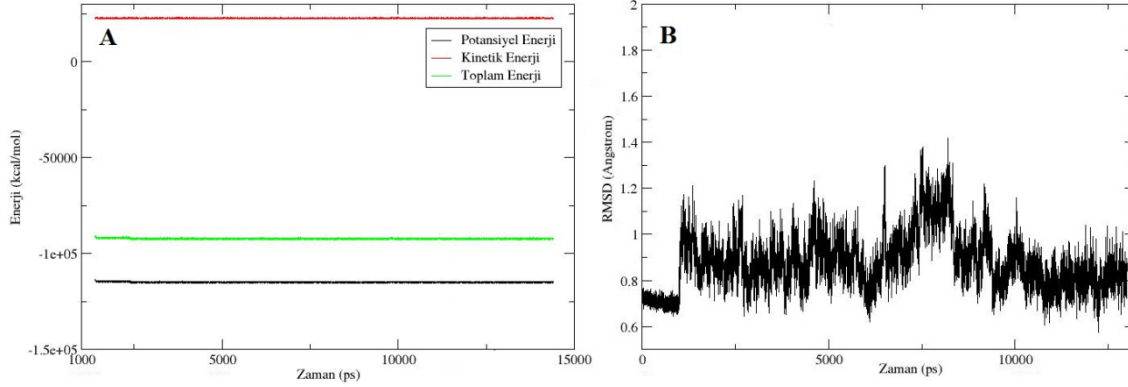 A
Potansiyel Enerji
Kinetik Enerji
Toplam Enerji
0
-50000
-1e+05
-1.5e+05
Enerji (kcal/mol)
1000
5000
10000
15000
Zaman (ps)
B
2
1.8
1.6
1.4
1.2
1
0.8
0.6
RMSD (Angstrom)
0
5000
10000
Zaman (ps)